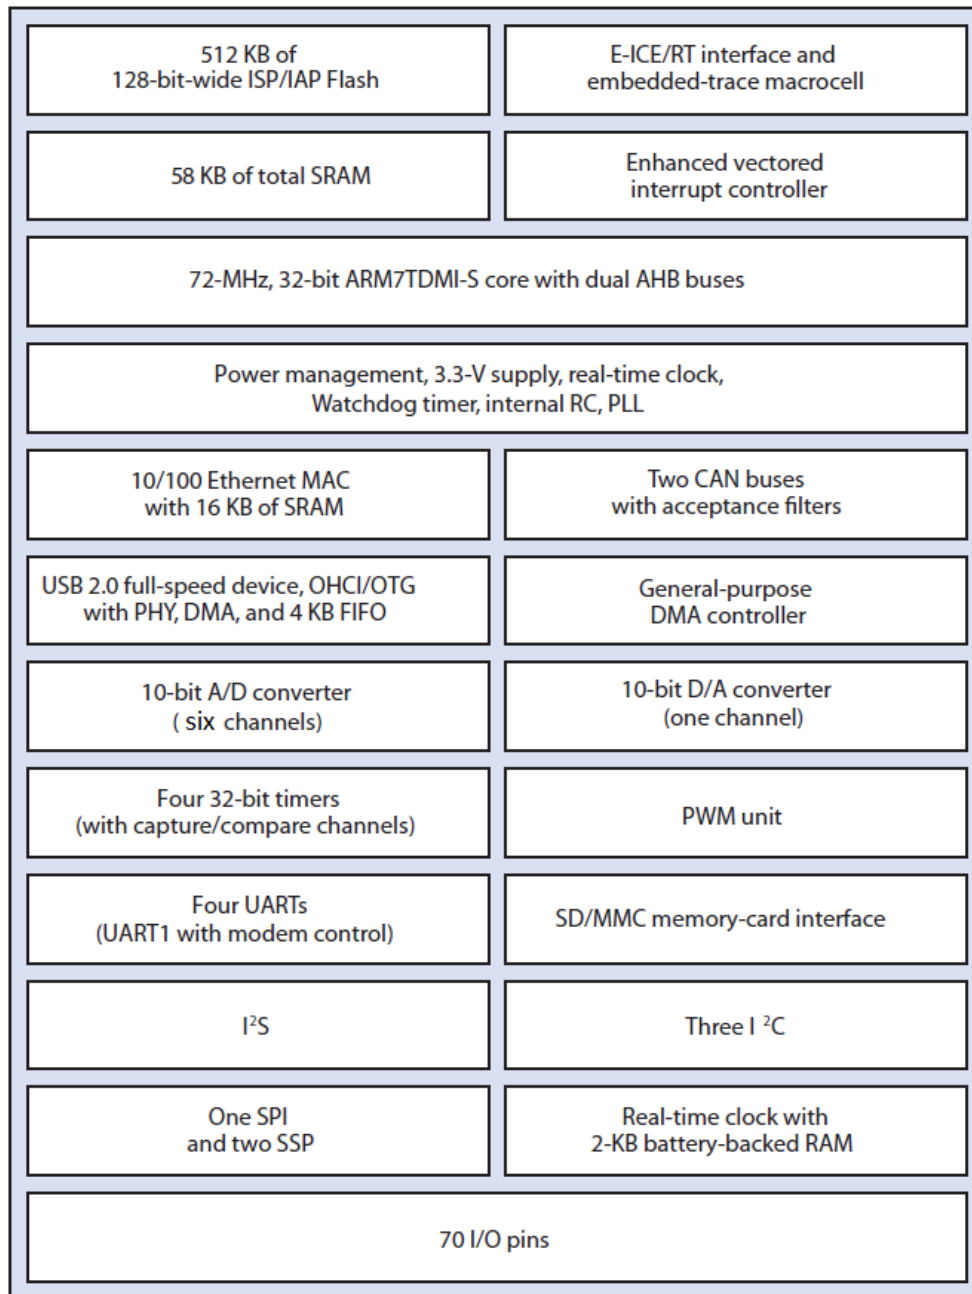 512 KB of
128-bit-wide ISP/IAP Flash
E-ICE/RT interface and
embedded-trace macrocell
58 KB of total SRAM
Enhanced vectored
interrupt controller
72-MHz, 32-bit ARM7TDMI-S core with dual AHB buses
Power management, 3.3-V supply, real-time clock,
Watchdog timer, internal RC, PLL
10/100 Ethernet MAC
with 16 KB of SRAM
Two CAN buses
with acceptance filters
USB 2.0 full-speed device, OHCI/OTG
with PHY, DMA, and 4 KB FIFO
General-purpose
DMA controller
10-bit A/D converter
( six channels)
10-bit D/A converter
(one channel)
Four 32-bit timers
(with capture/compare channels)
PWM unit
Four UARTs
(UART1 with modem control)
SD/MMC memory-card interface
I²S
Three I ²C
One SPI
and two SSP
Real-time clock with
2-KB battery-backed RAM
70 I/O pins